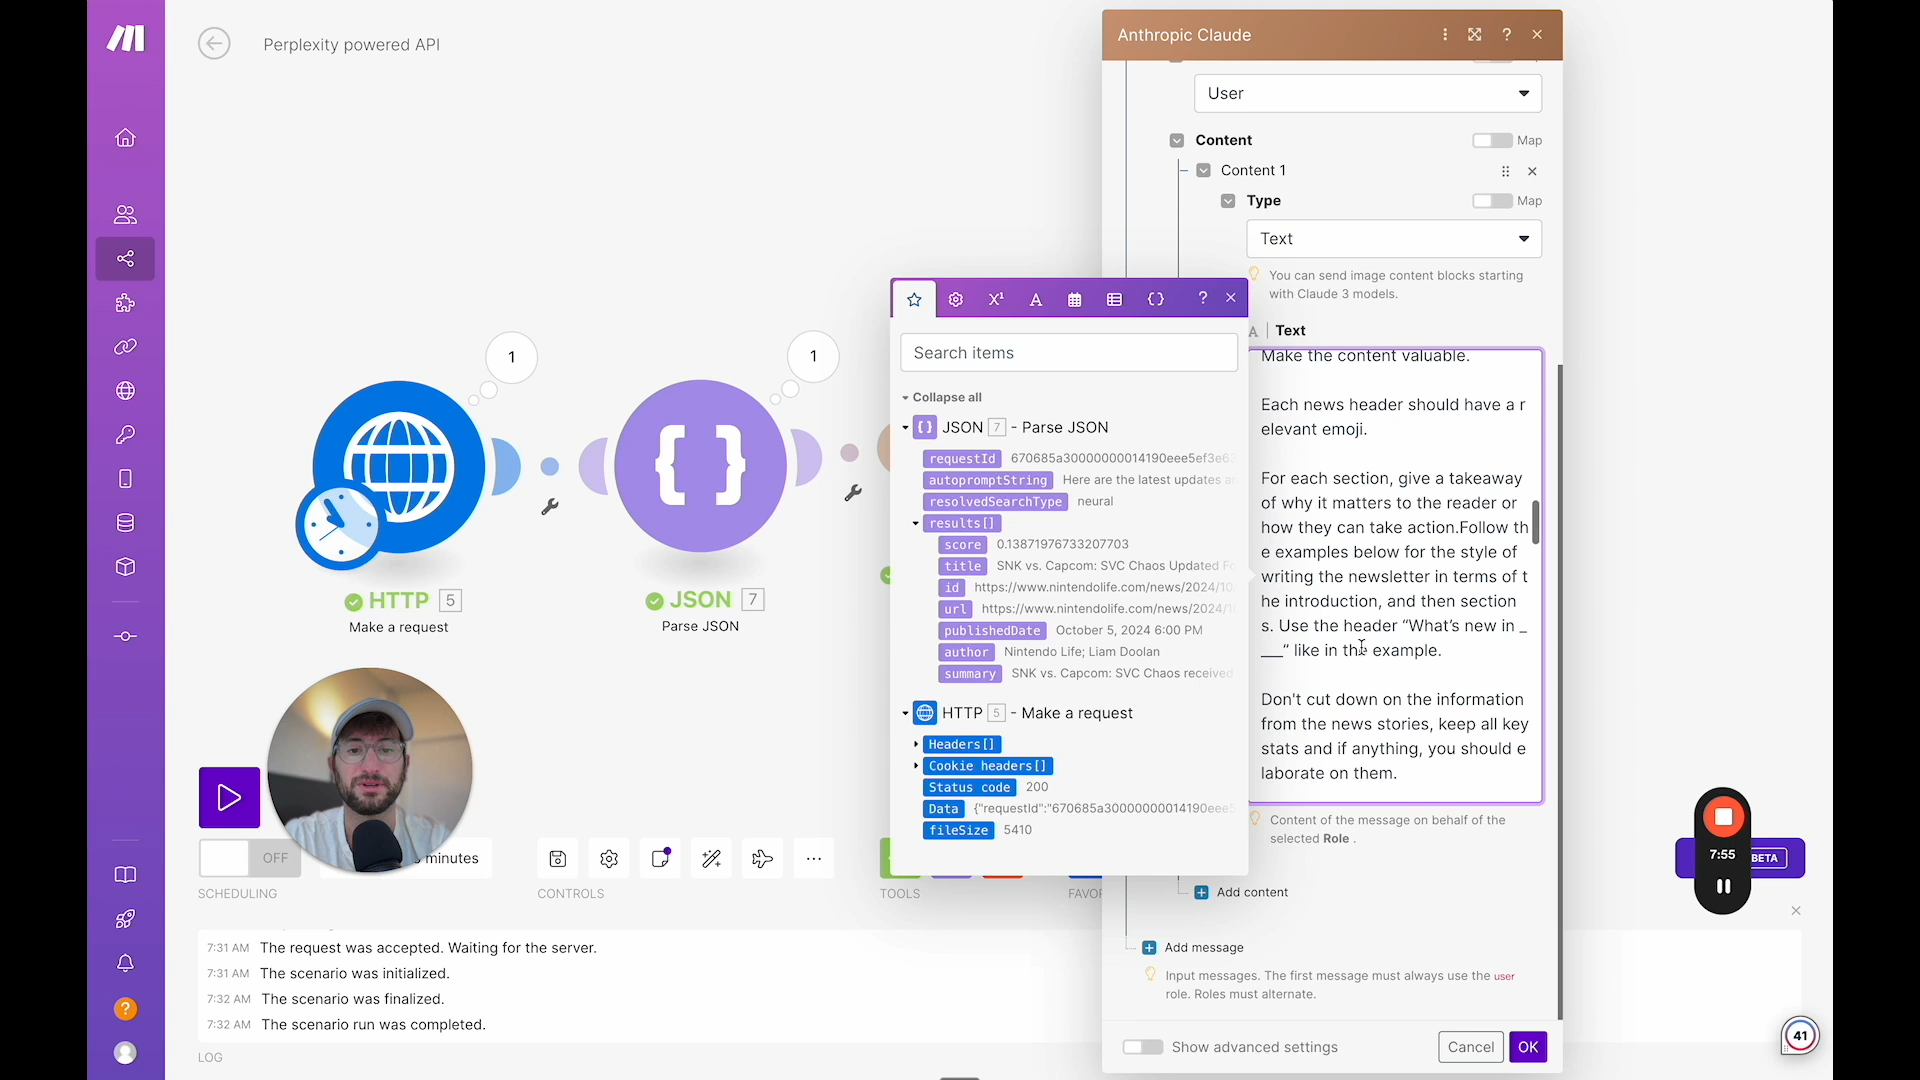 Perplexity powered API
1
HTTP 5
Make a request
1
JSON 7
Parse JSON
OFF
minutes
SCHEDULING
CONTROLS
TOOLS
FAVOR
7:31 AM The request was accepted. Waiting for the server.
7:31 AM The scenario was initialized.
7:32 AM The scenario was finalized.
7:32 AM The scenario run was completed.
LOG
?
Search items
Collapse all
{} JSON 7 - Parse JSON
requestId 670685a30000000014190eee5ef3e6
autopromptString Here are the latest updates a
resolvedSearchType neural
results[]
score 0.13871976733207703
title SNK vs. Capcom: SVC Chaos Updated Fo
id https://www.nintendolife.com/news/2024/10
url https://www.nintendolife.com/news/2024/1
publishedDate October 5, 2024 6:00 PM
author Nintendo Life; Liam Doolan
summary SNK vs. Capcom: SVC Chaos received
HTTP 5 - Make a request
Headers[]
Cookie headers[]
Status code 200
Data {"requestId":"670685a30000000014190eee5
fileSize 5410
Anthropic Claude
User
Content Map
Content 1
Type Map
Text
You can send image content blocks starting
with Claude 3 models.
A Text
Make the content valuable.
Each news header should have a r
elevant emoji.
For each section, give a takeaway
of why it matters to the reader or
how they can take action.Follow th
e examples below for the style of
writing the newsletter in terms of t
he introduction, and then section
s. Use the header “What’s new in _
___“ like in the example.
Don't cut down on the information
from the news stories, keep all key
stats and if anything, you should e
laborate on them.
Content of the message on behalf of the
selected Role .
Add content
Add message
Input messages. The first message must always use the user
role. Roles must alternate.
Show advanced settings
Cancel
OK
7:55
BETA
41